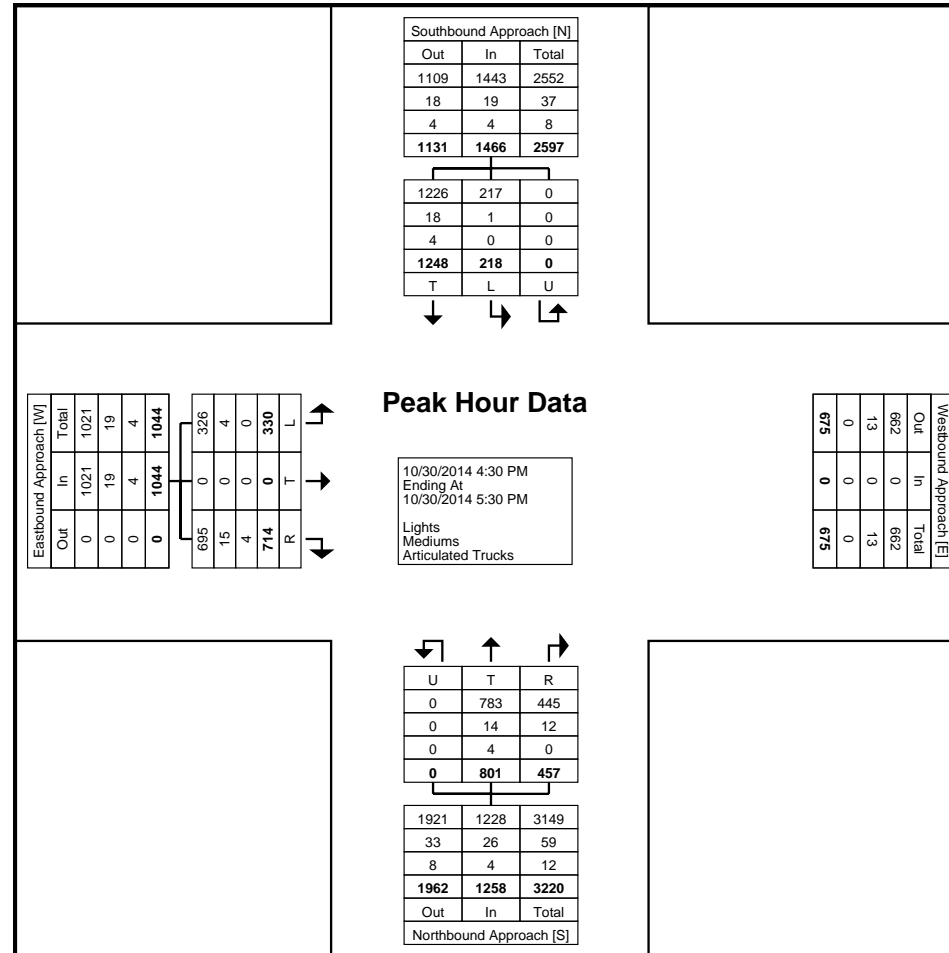 Southbound Approach [N]
Out In Total
1109 1443 2552
18 19 37
4 4 8
1131 1466 2597
1226 217 0
18 1 0
4 0 0
1248 218 0
T L U
Eastbound Approach [W]
Total 1021 19 4 1044
In 1021 19 4 1044
Out 0 0 0 0
326 4 0 330 L
0 0 0 0 T
695 15 4 714 R
Peak Hour Data
10/30/2014 4:30 PM
Ending At
10/30/2014 5:30 PM
Lights
Mediums
Articulated Trucks
Westbound Approach [E]
Out 662 13 0 675
In 0 0 0 0
Total 662 13 0 675
U T R
0 783 445
0 14 12
0 4 0
0 801 457
1921 1228 3149
33 26 59
8 4 12
1962 1258 3220
Out In Total
Northbound Approach [S]